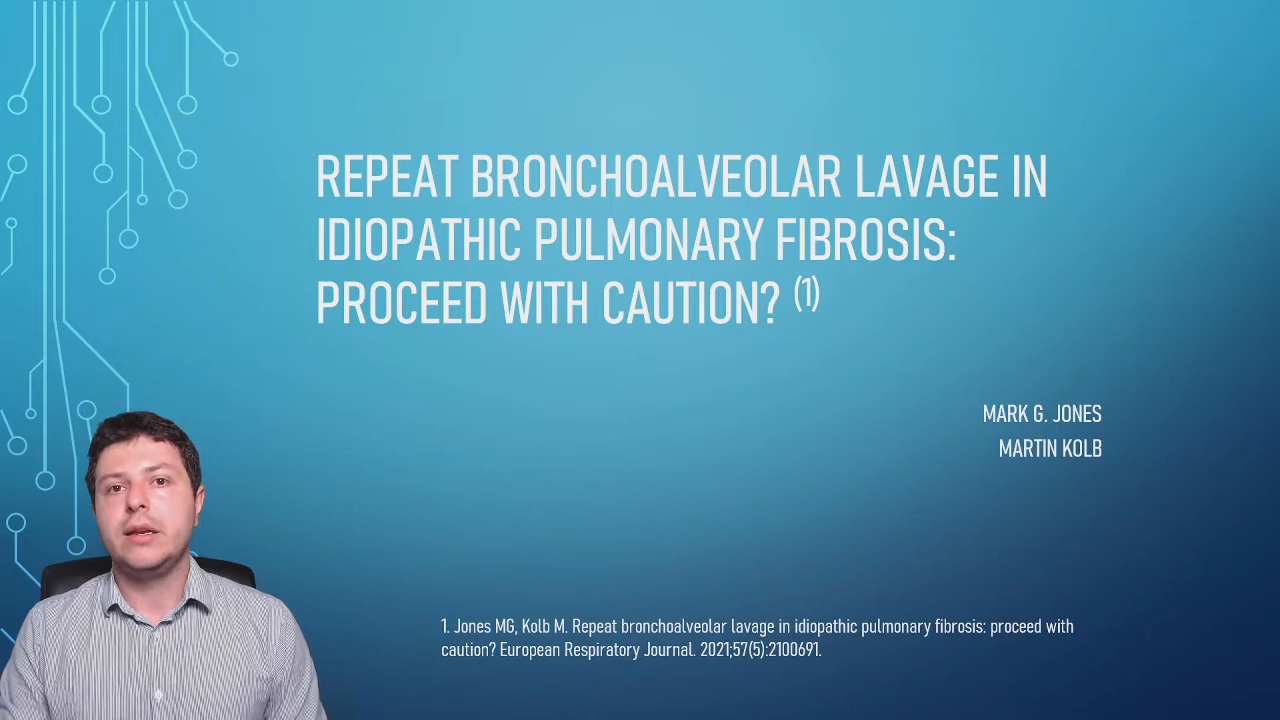 REPEAT BRONCHOALVEOLAR LAVAGE IN
IDIOPATHIC PULMONARY FIBROSIS:
PROCEED WITH CAUTION? (1)
MARK G. JONES
MARTIN KOLB
1. Jones MG, Kolb M. Repeat bronchoalveolar lavage in idiopathic pulmonary fibrosis: proceed with
caution? European Respiratory Journal. 2021;57(5):2100691.